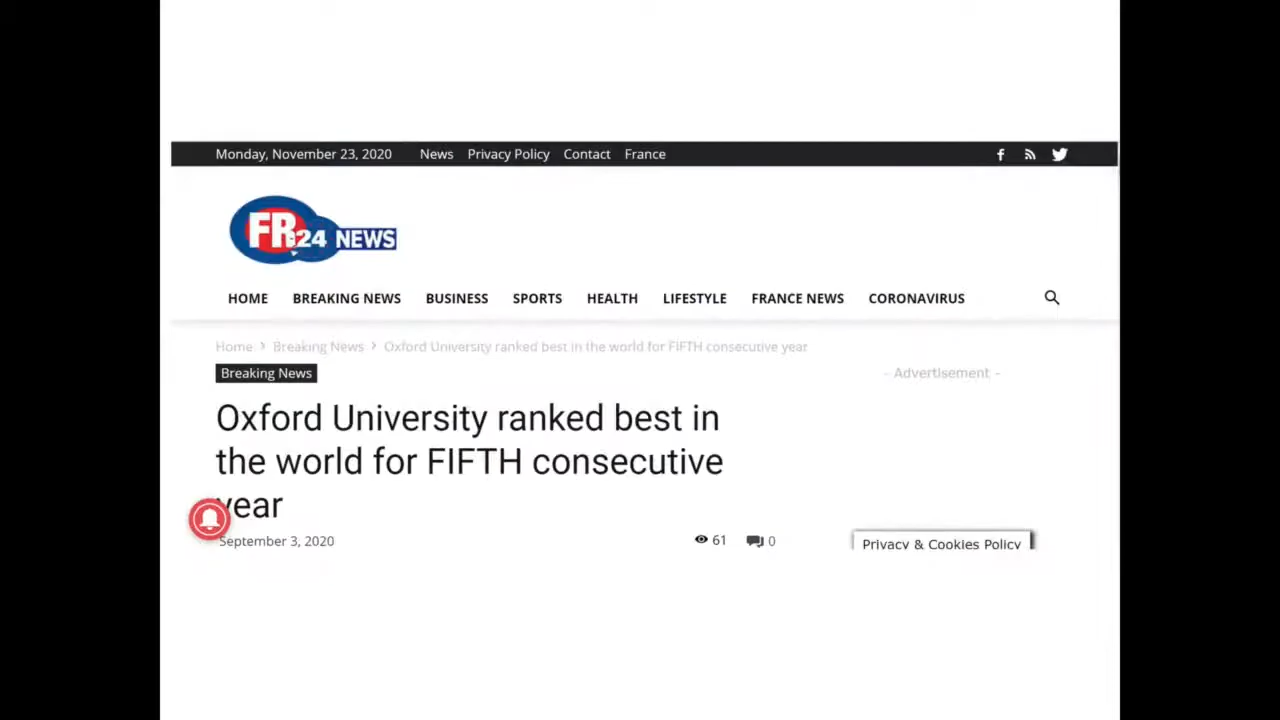 Monday, November 23, 2020 News Privacy Policy Contact France
FR24 NEWS
HOME BREAKING NEWS BUSINESS SPORTS HEALTH LIFESTYLE FRANCE NEWS CORONAVIRUS
Home > Breaking News > Oxford University ranked best in the world for FIFTH consecutive year
Breaking News
- Advertisement -
Oxford University ranked best in
the world for FIFTH consecutive
year
September 3, 2020 61 0
Privacy & Cookies Policy